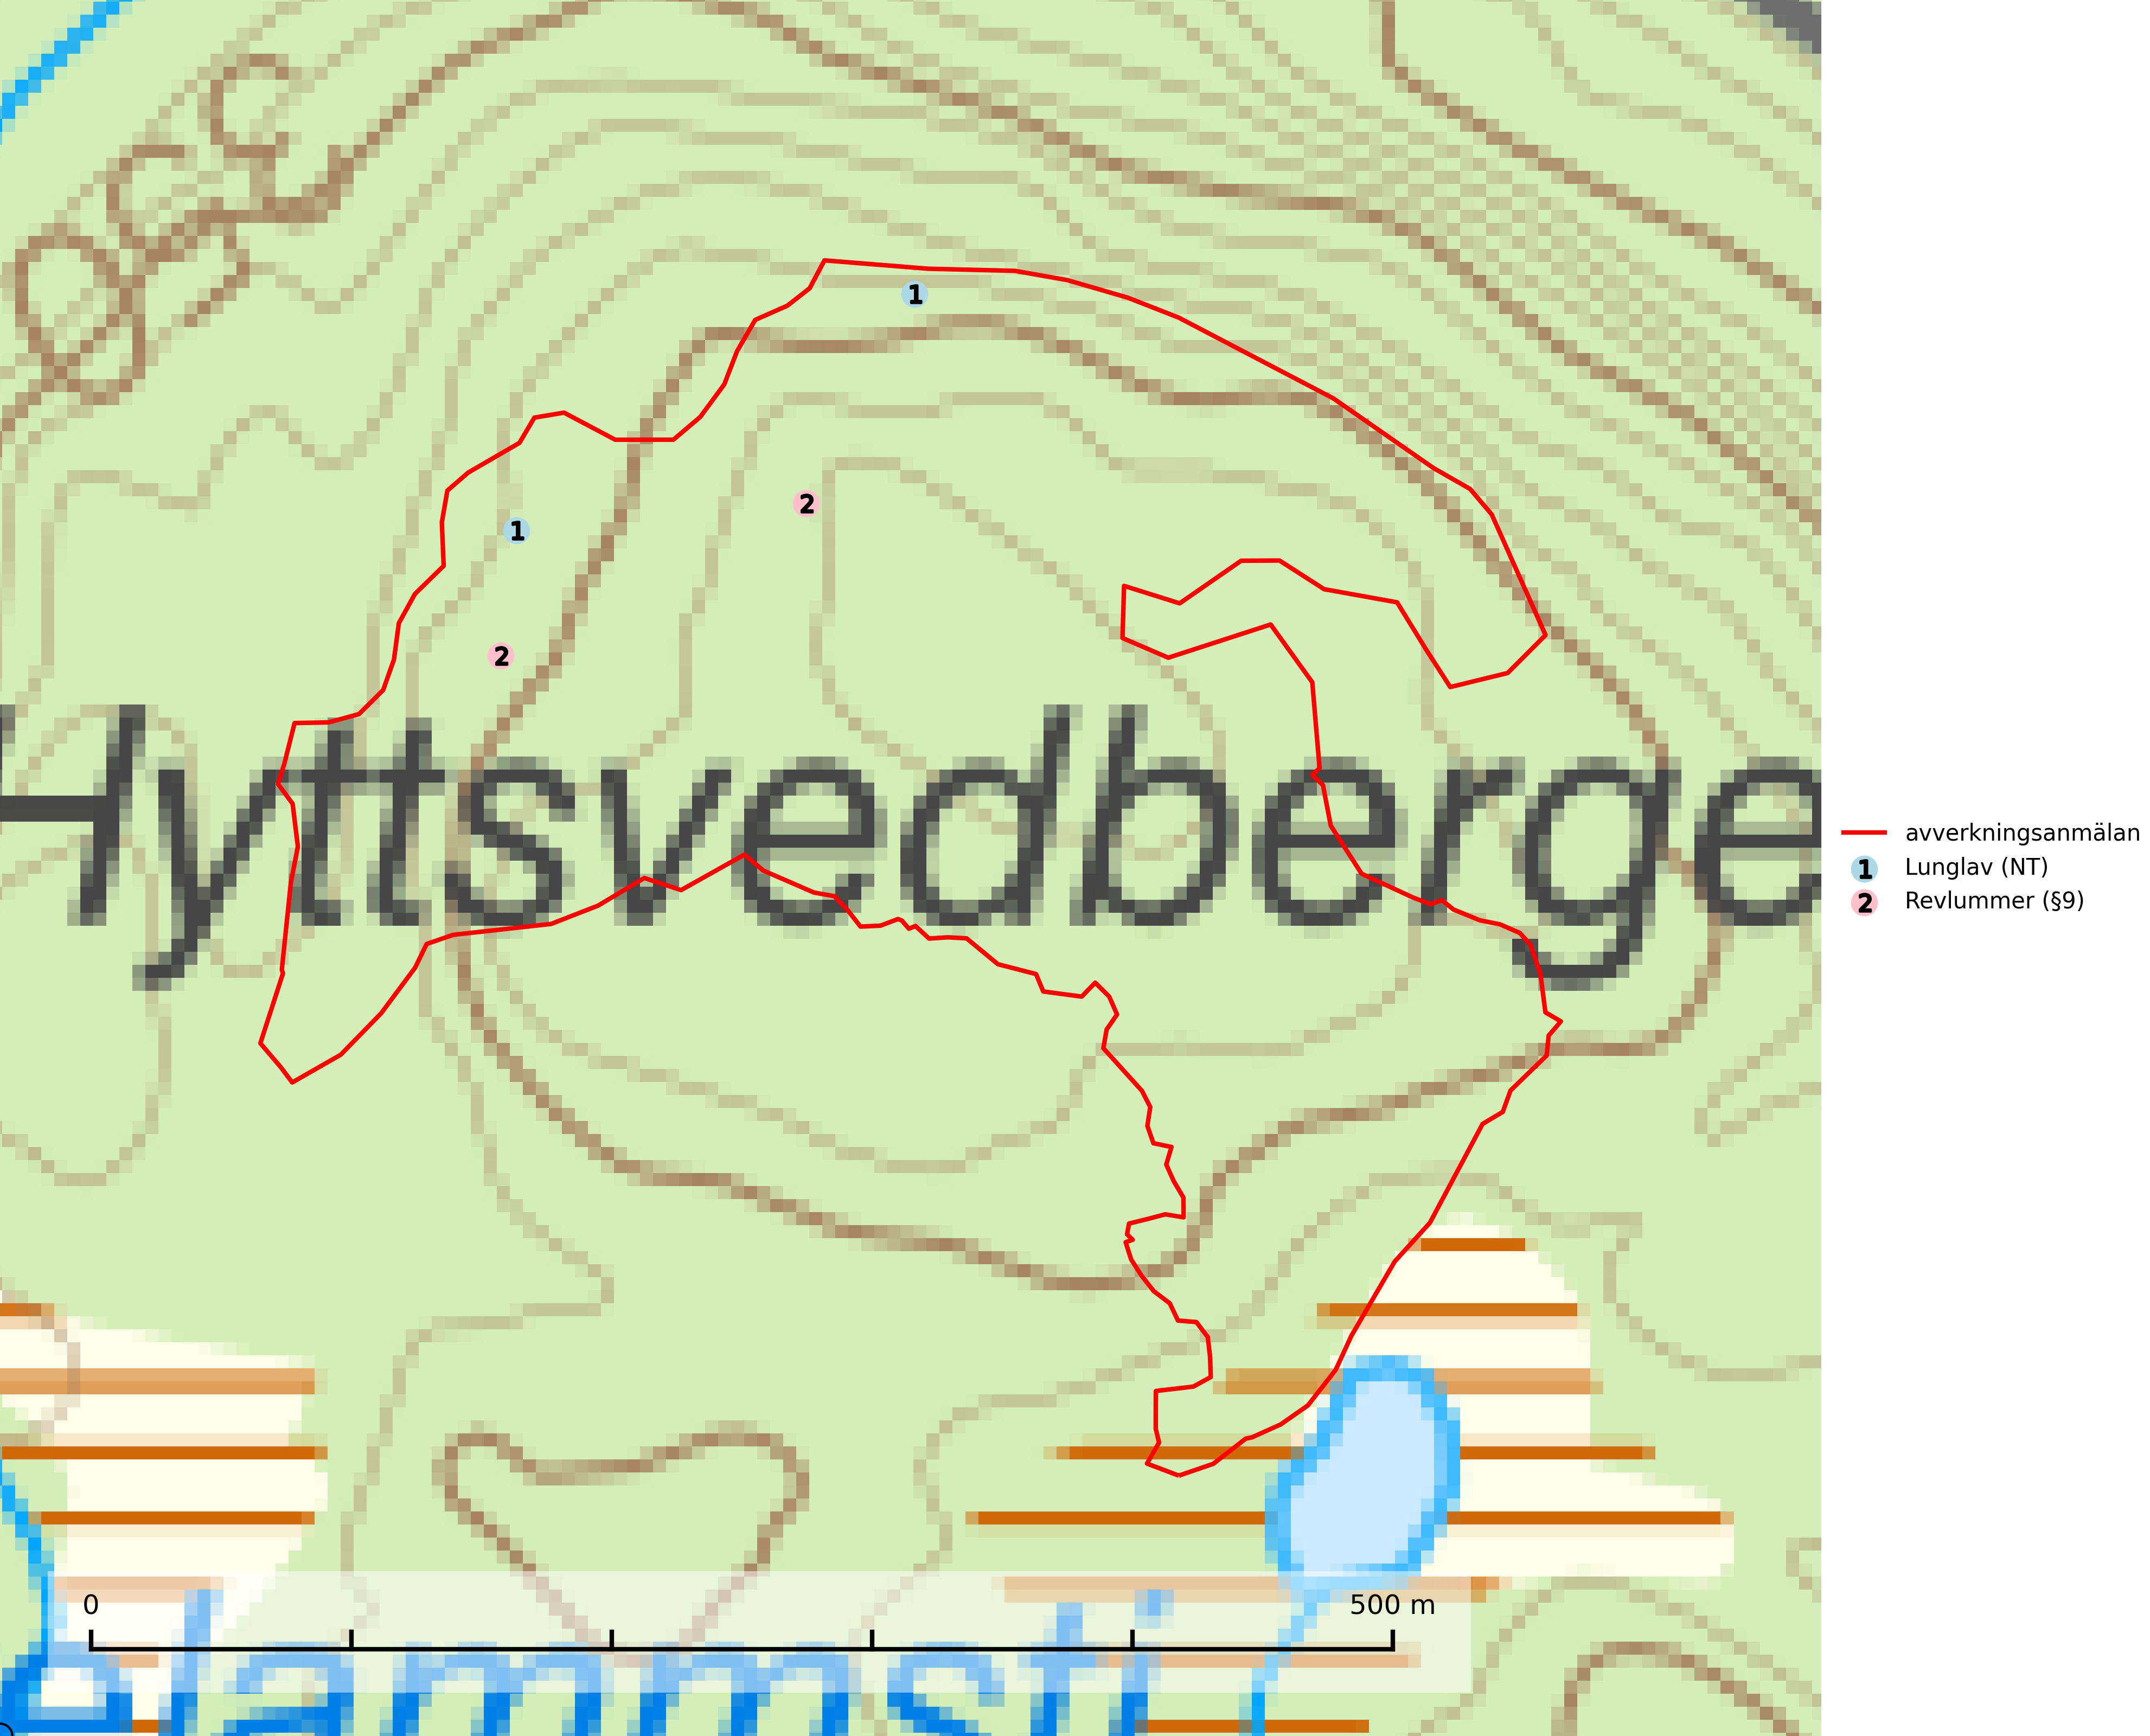 1
2
1
2
Hyttsvedberge
avverkningsanmälan
1 Lunglav (NT)
2 Revlummer (§9)
0 500 m